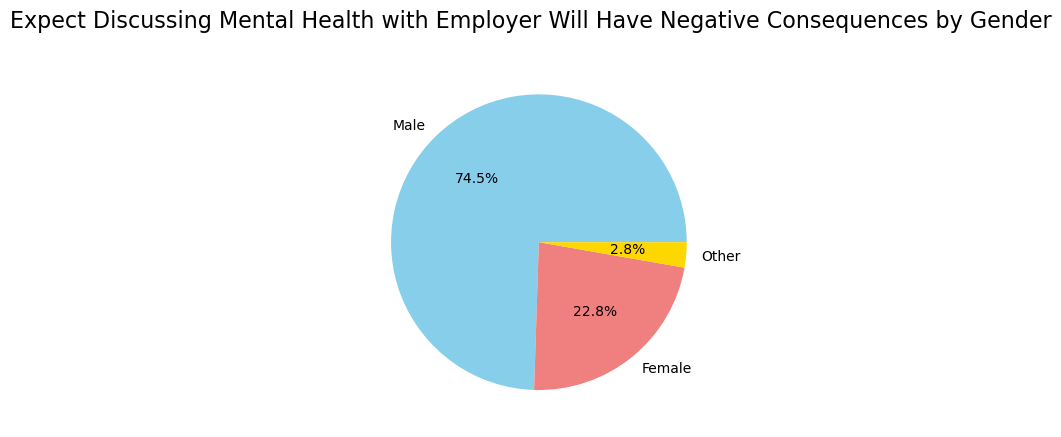 Expect Discussing Mental Health with Employer Will Have Negative Consequences by Gender
Male
74.5%
2.8%
Other
22.8%
Female